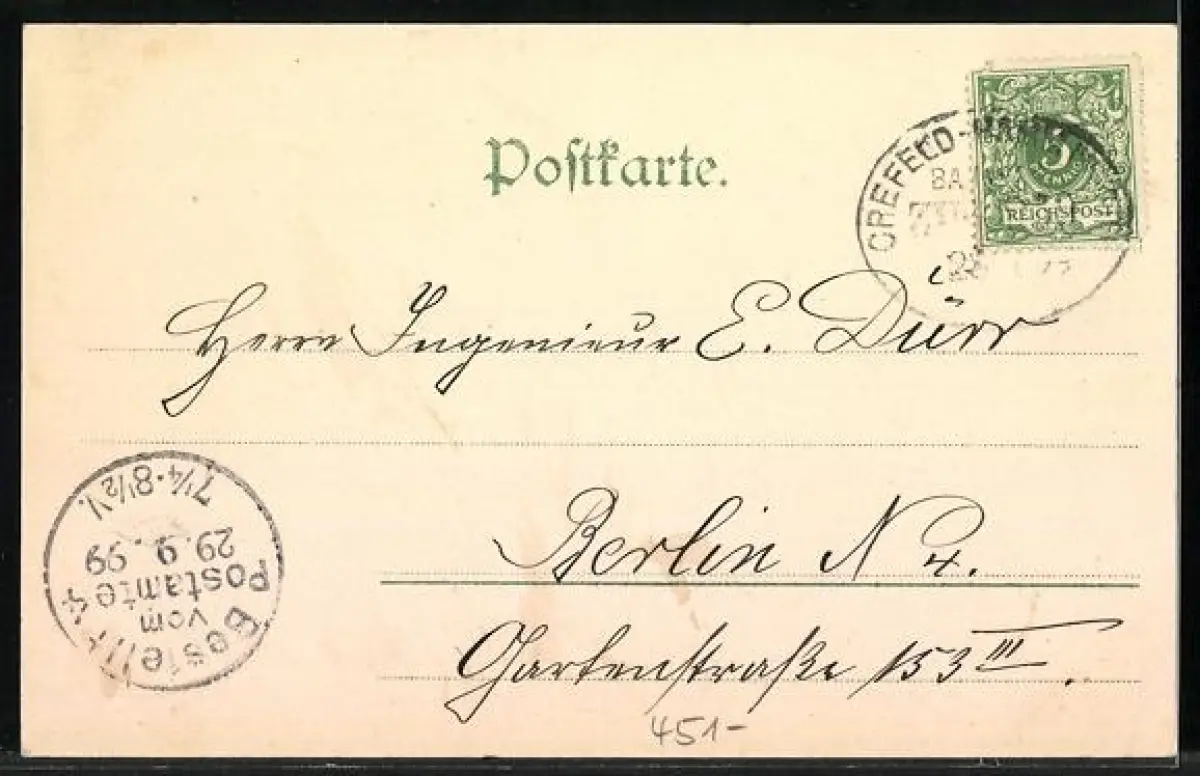 Postkarte.
CREFELD-
BA
5
REICHSPOST
Herrn Ingenieur E. Dürr
Berlin N 4.
Gartenstraße 153 III.
Bestellt
vom
Postamte 4
29.9.99
7¼-8½V.
451-